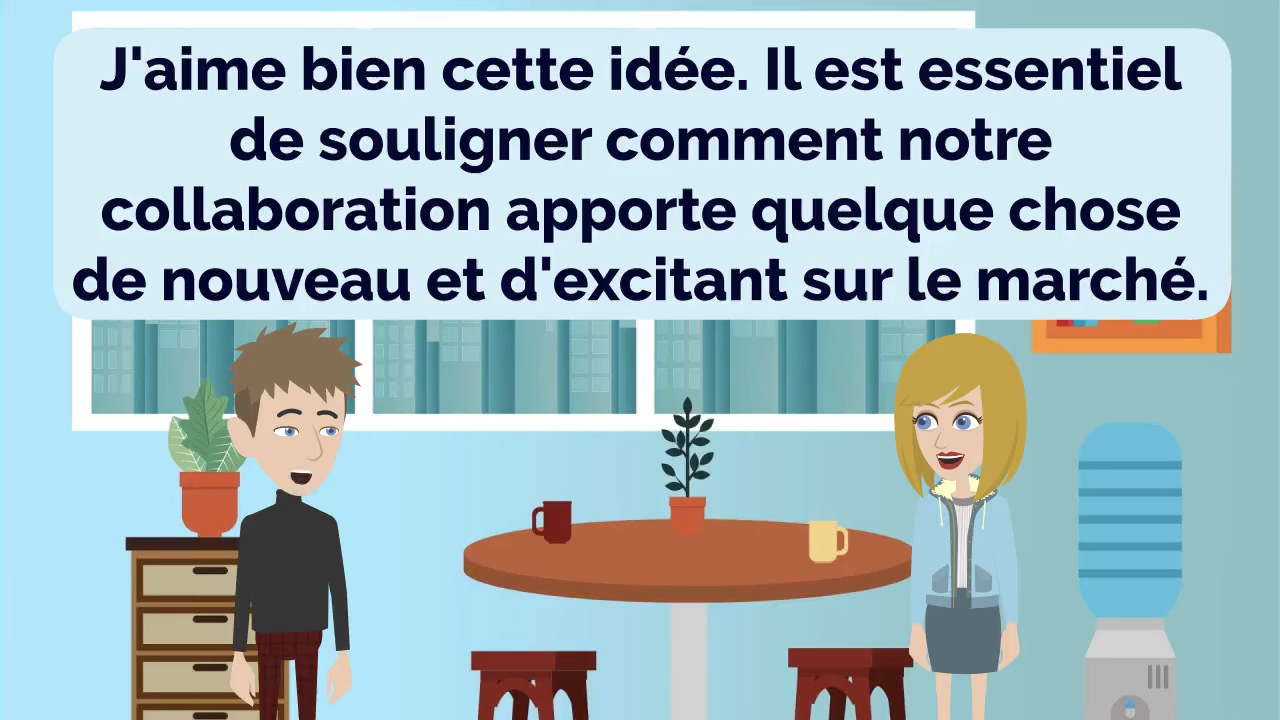 J'aime bien cette idée. Il est essentiel
de souligner comment notre
collaboration apporte quelque chose
de nouveau et d'excitant sur le marché.